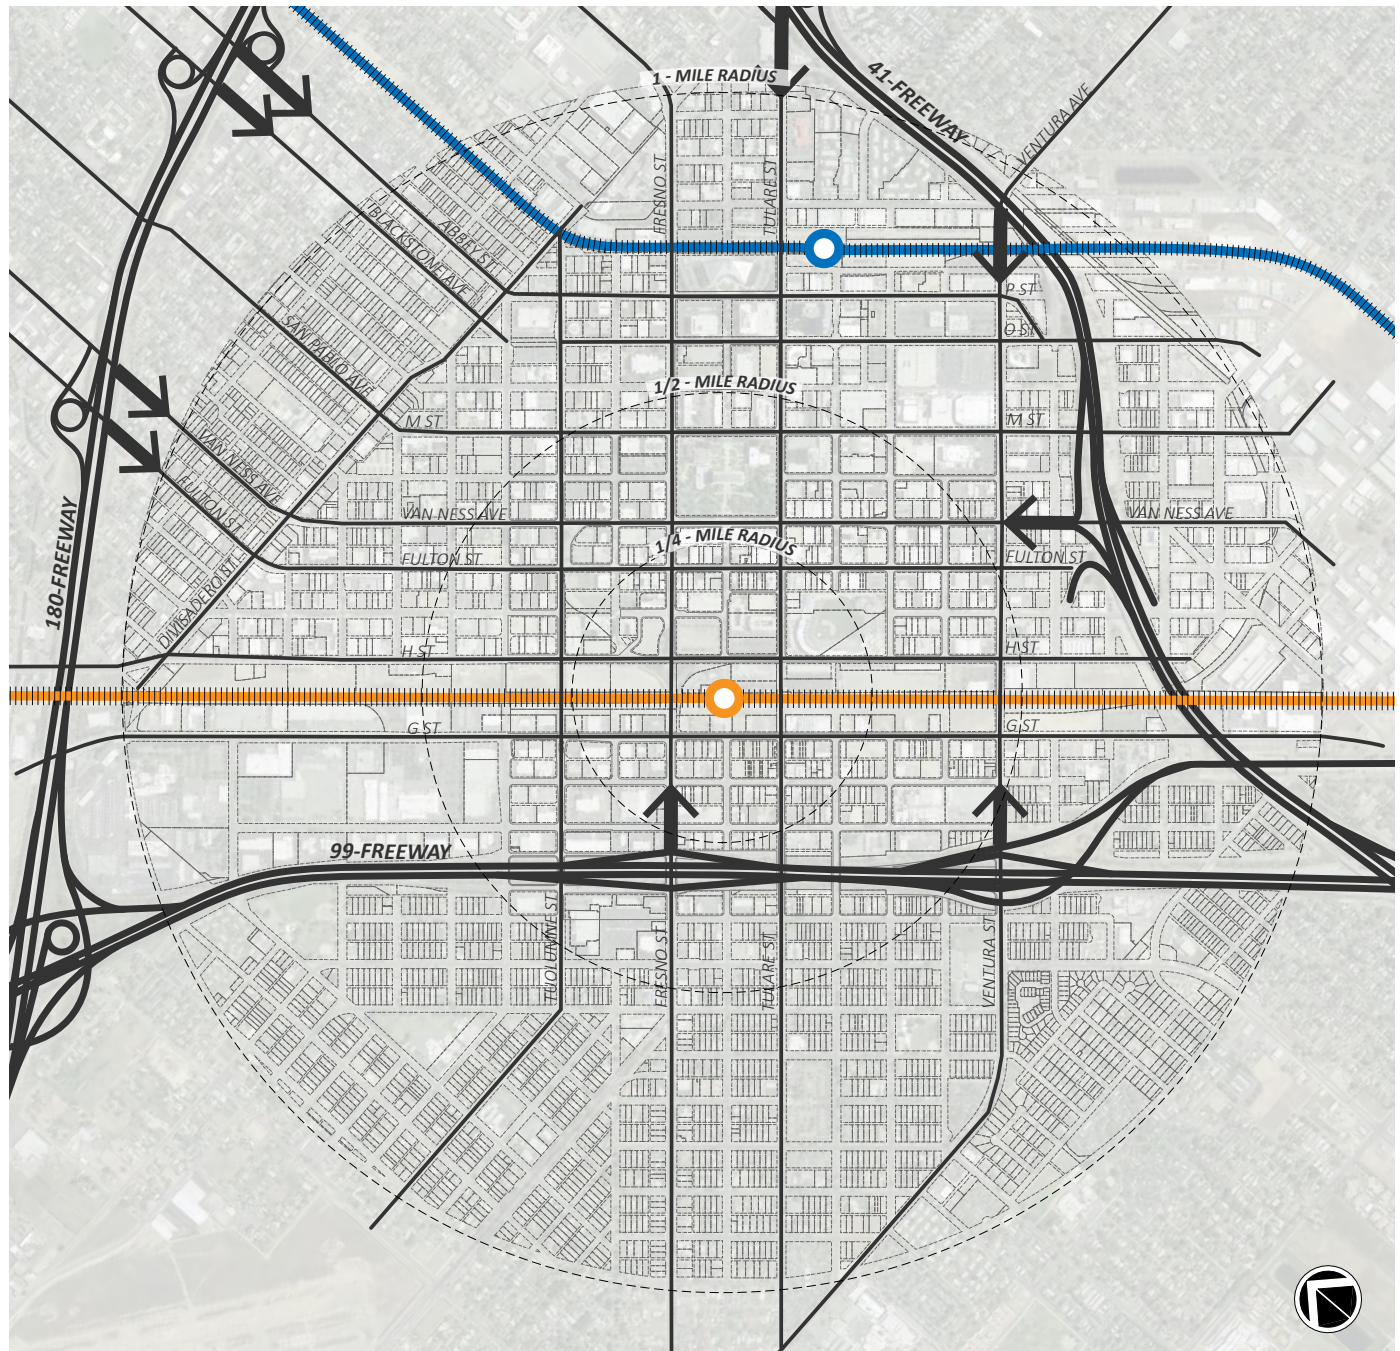 1 - MILE RADIUS
41-FREEWAY
VENTURA AVE
FRESNO ST
TULARE ST
ABBEY ST
BLACKSTONE AVE
P ST
O ST
SAN PABLO AVE
1/2 - MILE RADIUS
M ST
M ST
VAN NESS AVE
VAN NESS AVE
VAN NESS AVE
FULTON ST
1/4 - MILE RADIUS
FULTON ST
FULTON ST
180-FREEWAY
DIVISADERO ST
H ST
H ST
G ST
G ST
99-FREEWAY
TUOLUMNE ST
FRESNO ST
TULARE ST
VENTURA ST